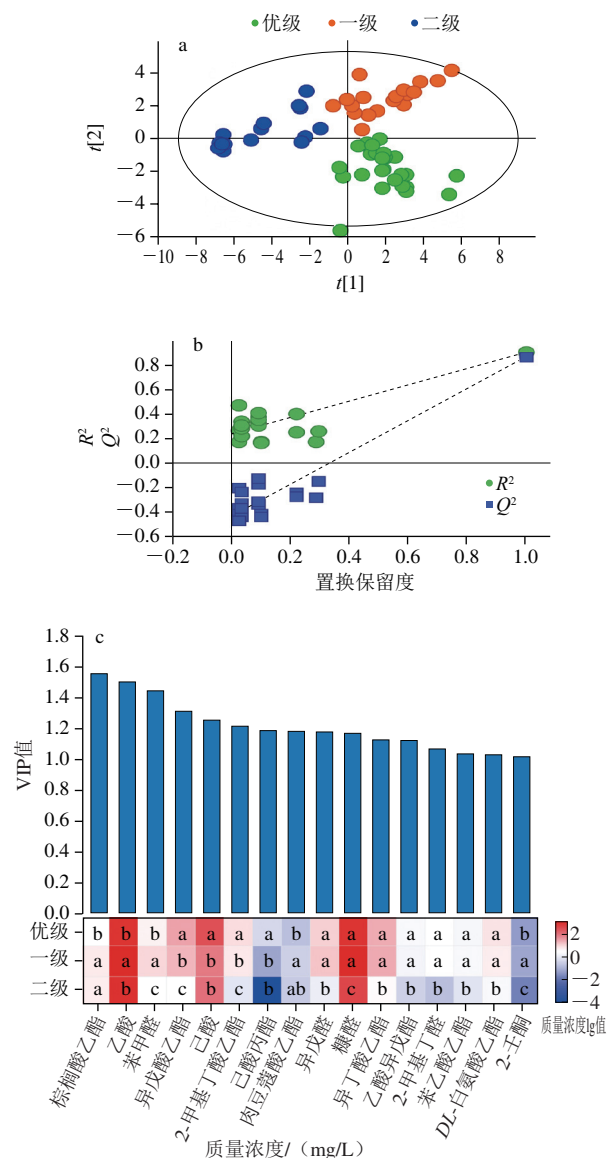 优级 一级 二级
a
4
2
0
−2
−4
−6
t[2]
−10 −8 −6 −4 −2 0 2 4 6 8
t[1]
b
0.8
0.6
0.4
0.2
0.0
−0.2
−0.4
−0.6
R²
Q²
R²
Q²
−0.2 0.0 0.2 0.4 0.6 0.8 1.0
置换保留度
c
1.8
1.6
1.4
1.2
1.0
0.8
0.6
0.4
0.2
0.0
VIP值
优级 b b b a a a a b a a a a a a a b
一级 a a a b b b b a a a a a a a a a
二级 a b c c b c b ab b c b b b b b c
2
0
−2
−4
质量浓度lg值
棕榈酸乙酯
乙酸
苯甲醛
异戊酸乙酯
己酸
2-甲基丁酸乙酯
己酸丙酯
肉豆蔻酸乙酯
异戊醛
糠醛
异丁酸乙酯
乙酸异戊酯
2-甲基丁醛
苯乙酸乙酯
DL-白氨酸乙酯
2-壬酮
质量浓度/（mg/L）